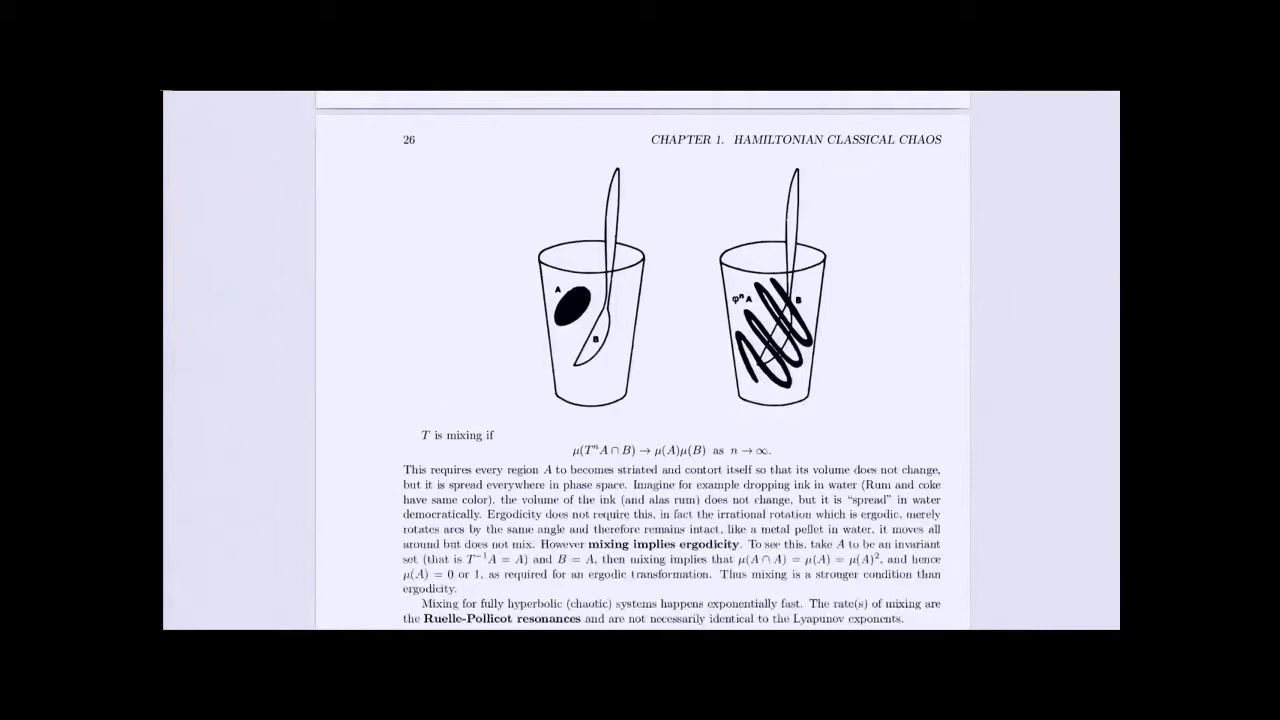 26 CHAPTER 1. HAMILTONIAN CLASSICAL CHAOS
A
B
φⁿA B
T is mixing if
μ(TⁿA ∩ B) → μ(A)μ(B) as n → ∞.
This requires every region A to becomes striated and contort itself so that its volume does not change,
but it is spread everywhere in phase space. Imagine for example dropping ink in water (Rum and coke
have same color), the volume of the ink (and alas rum) does not change, but it is “spread” in water
democratically. Ergodicity does not require this, in fact the irrational rotation which is ergodic, merely
rotates arcs by the same angle and therefore remains intact, like a metal pellet in water, it moves all
around but does not mix. However mixing implies ergodicity. To see this, take A to be an invariant
set (that is T⁻¹A = A) and B = A, then mixing implies that μ(A ∩ A) = μ(A) = μ(A)², and hence
μ(A) = 0 or 1, as required for an ergodic transformation. Thus mixing is a stronger condition than
ergodicity.
Mixing for fully hyperbolic (chaotic) systems happens exponentially fast. The rate(s) of mixing are
the Ruelle-Pollicot resonances and are not necessarily identical to the Lyapunov exponents.